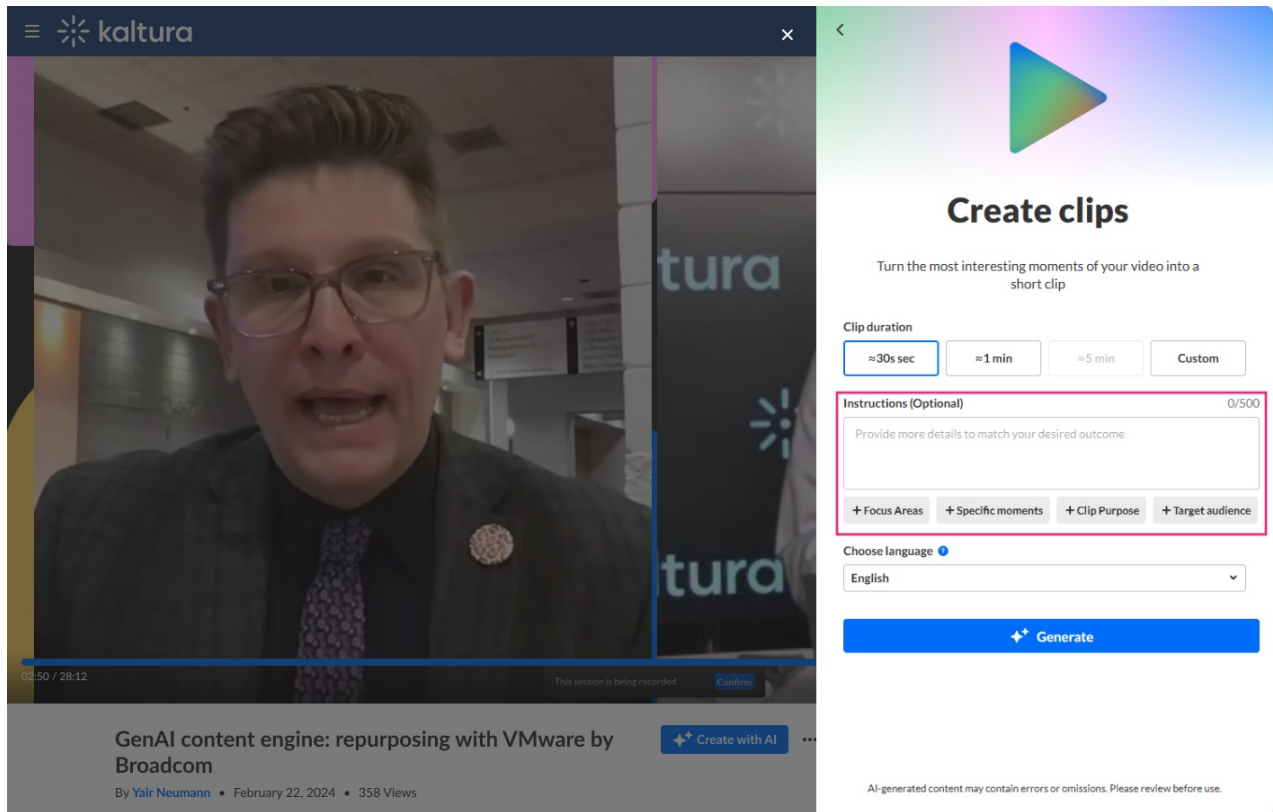 kaltura
tura
tura
02:50 / 28:12
This session is being recorded
Confirm
GenAI content engine: repurposing with VMware by
Broadcom
Create with AI
By Yair Neumann • February 22, 2024 • 358 Views
Create clips
Turn the most interesting moments of your video into a
short clip
Clip duration
≈30s sec
≈1 min
≈5 min
Custom
Instructions (Optional) 0/500
Provide more details to match your desired outcome
+ Focus Areas
+ Specific moments
+ Clip Purpose
+ Target audience
Choose language ?
English
Generate
AI-generated content may contain errors or omissions. Please review before use.